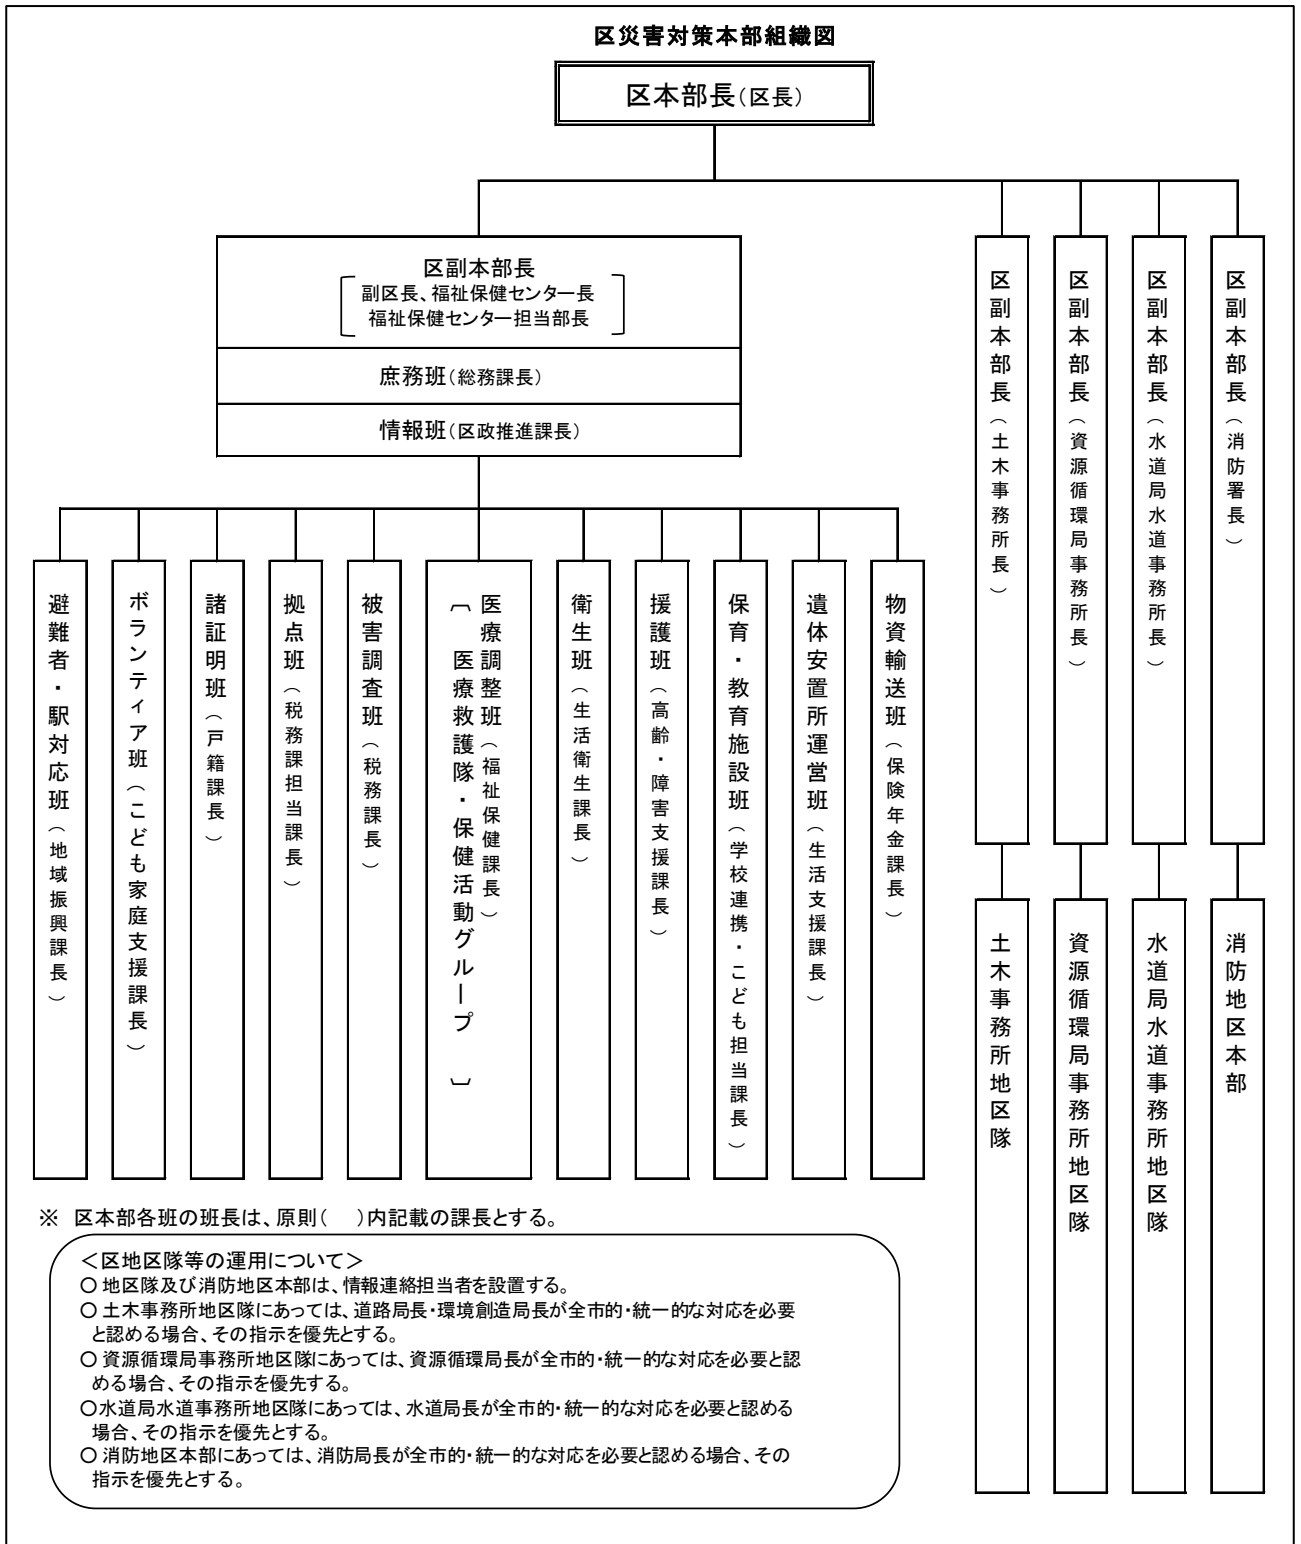 区災害対策本部組織図
区本部長（区長）
区副本部長
副区長、福祉保健センター長
福祉保健センター担当部長
庶務班（総務課長）
情報班（区政推進課長）
区副本部長（土木事務所長）
区副本部長（資源循環局事務所長）
区副本部長（水道局水道事務所長）
区副本部長（消防署長）
避難者・駅対応班（地域振興課長）
ボランティア班（こども家庭支援課長）
諸証明班（戸籍課長）
拠点班（税務課担当課長）
被害調査班（税務課長）
医療調整班（福祉保健課長）
〔 医療救護隊・保健活動グループ 〕
衛生班（生活衛生課長）
援護班（高齢・障害支援課長）
保育・教育施設班（学校連携・こども担当課長）
遺体安置所運営班（生活支援課長）
物資輸送班（保険年金課長）
土木事務所地区隊
資源循環局事務所地区隊
水道局水道事務所地区隊
消防地区本部
※　区本部各班の班長は、原則（　）内記載の課長とする。
＜区地区隊等の運用について＞
○ 地区隊及び消防地区本部は、情報連絡担当者を設置する。
○ 土木事務所地区隊にあっては、道路局長・環境創造局長が全市的・統一的な対応を必要
と認める場合、その指示を優先とする。
○ 資源循環局事務所地区隊にあっては、資源循環局長が全市的・統一的な対応を必要と認
める場合、その指示を優先する。
○水道局水道事務所地区隊にあっては、水道局長が全市的・統一的な対応を必要と認める
場合、その指示を優先とする。
○ 消防地区本部にあっては、消防局長が全市的・統一的な対応を必要と認める場合、その
指示を優先とする。